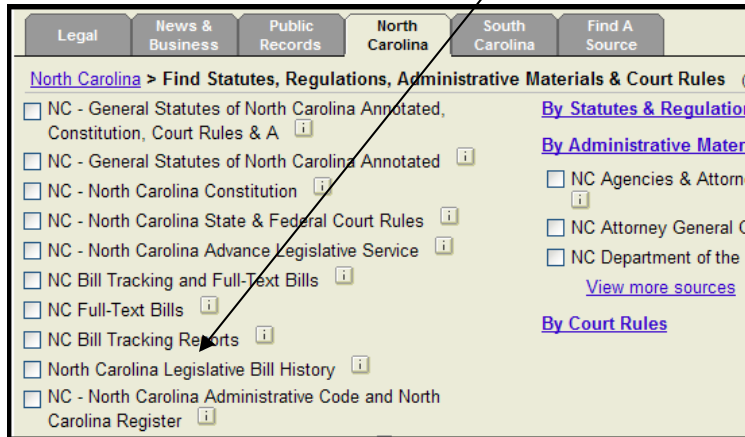 Legal
News &
Business
Public
Records
North
Carolina
South
Carolina
Find A
Source
North Carolina > Find Statutes, Regulations, Administrative Materials & Court Rules (
NC - General Statutes of North Carolina Annotated,
Constitution, Court Rules & A i
NC - General Statutes of North Carolina Annotated i
NC - North Carolina Constitution i
NC - North Carolina State & Federal Court Rules i
NC - North Carolina Advance Legislative Service i
NC Bill Tracking and Full-Text Bills i
NC Full-Text Bills i
NC Bill Tracking Reports i
North Carolina Legislative Bill History i
NC - North Carolina Administrative Code and North
Carolina Register i
By Statutes & Regulation
By Administrative Mater
NC Agencies & Attorne
i
NC Attorney General
NC Department of the
View more sources
By Court Rules